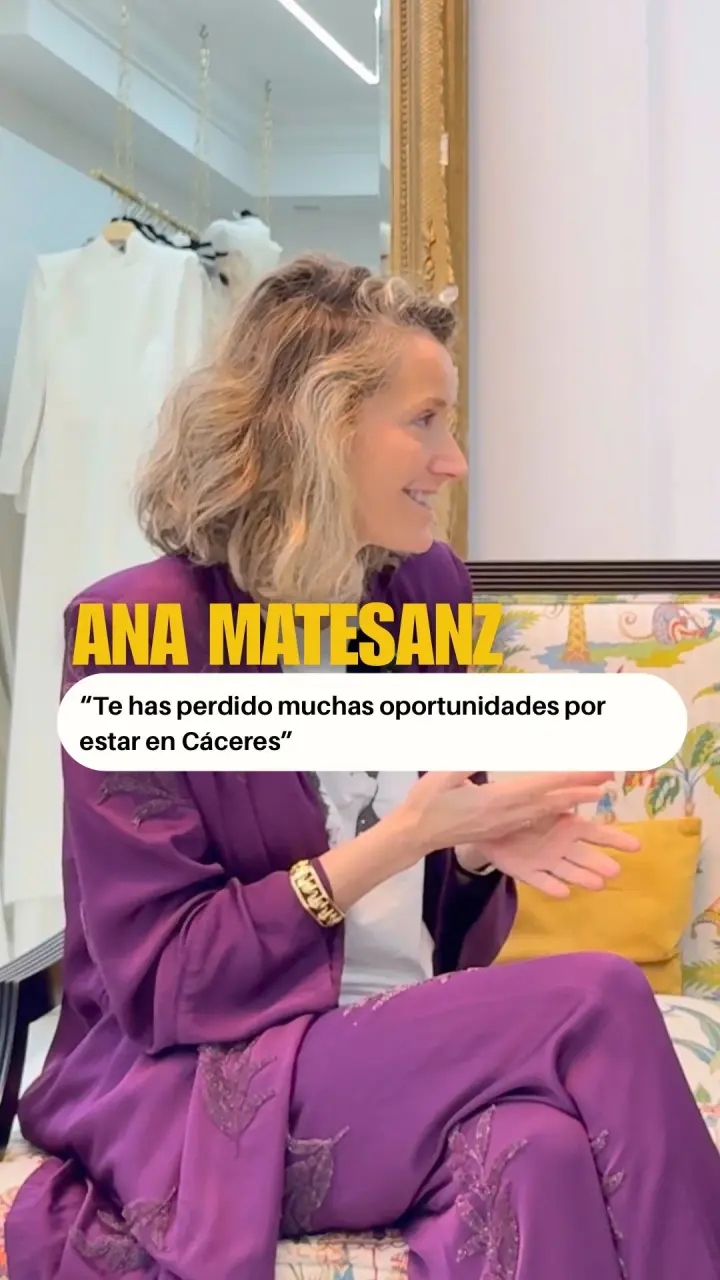 ANA MATESANZ
“Te has perdido muchas oportunidades por
estar en Cáceres”